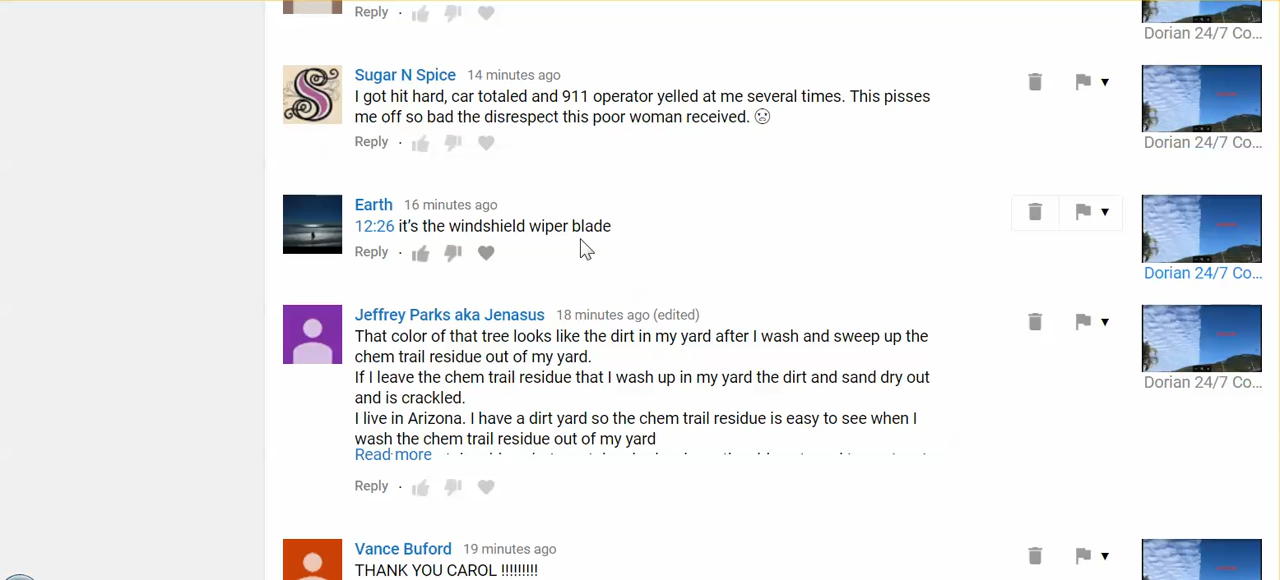 Reply ·
Dorian 24/7 Co...
Sugar N Spice 14 minutes ago
I got hit hard, car totaled and 911 operator yelled at me several times. This pisses
me off so bad the disrespect this poor woman received. 😢
Reply ·
Dorian 24/7 Co...
Earth 16 minutes ago
12:26 it’s the windshield wiper blade
Reply ·
Dorian 24/7 Co...
Jeffrey Parks aka Jenasus 18 minutes ago (edited)
That color of that tree looks like the dirt in my yard after I wash and sweep up the
chem trail residue out of my yard.
If I leave the chem trail residue that I wash up in my yard the dirt and sand dry out
and is crackled.
I live in Arizona. I have a dirt yard so the chem trail residue is easy to see when I
wash the chem trail residue out of my yard
Read more
Reply ·
Dorian 24/7 Co...
Vance Buford 19 minutes ago
THANK YOU CAROL !!!!!!!!!